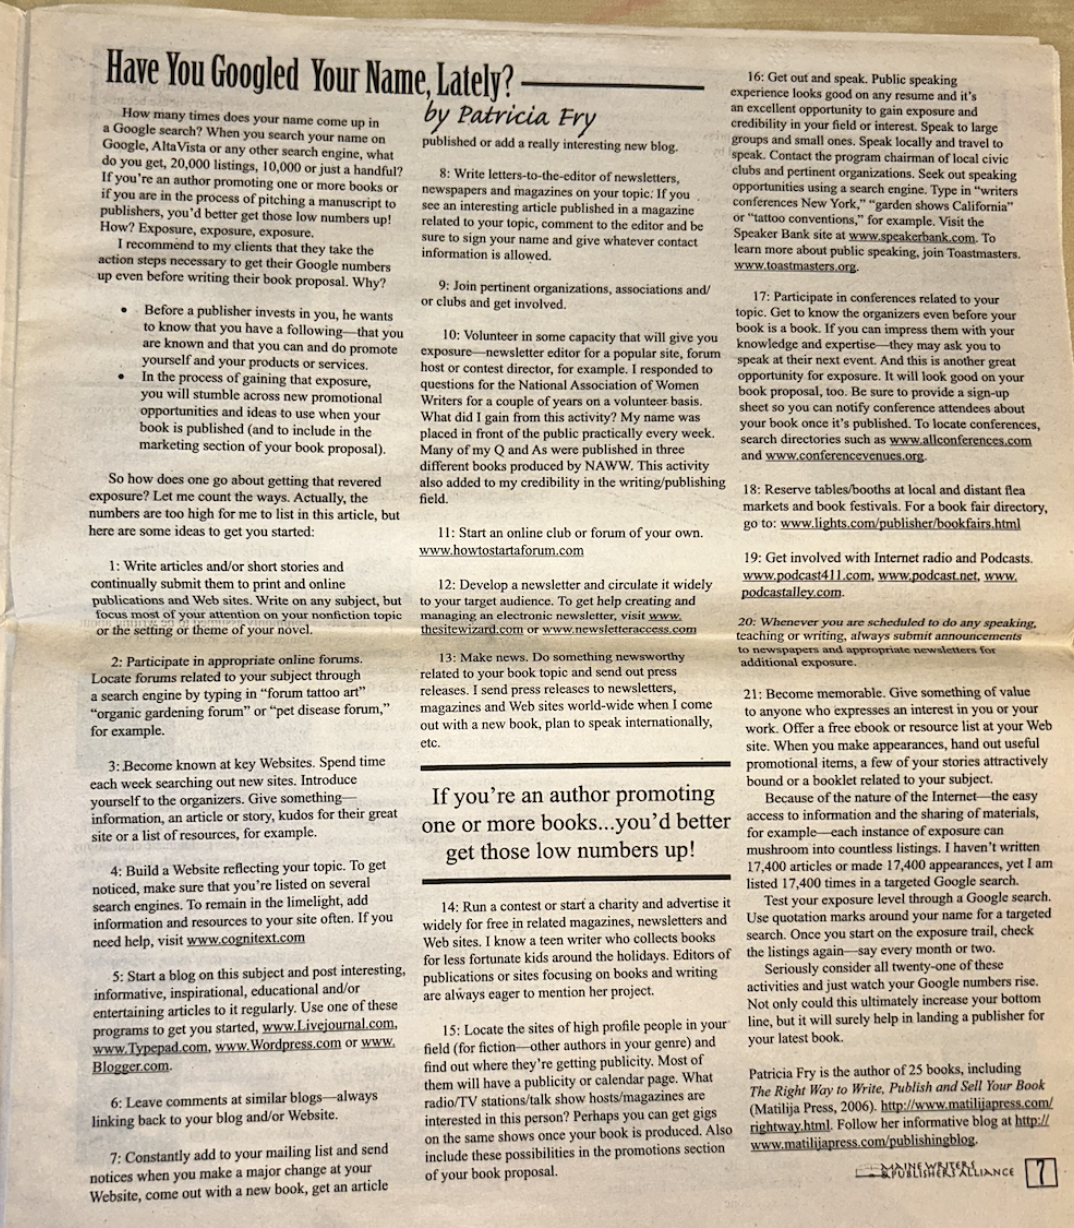 Have You Googled Your Name, Lately?
by Patricia Fry
How many times does your name come up in
a Google search? When you search your name on
Google, AltaVista or any other search engine, what
do you get, 20,000 listings, 10,000 or just a handful?
If you're an author promoting one or more books or
if you are in the process of pitching a manuscript to
publishers, you'd better get those low numbers up!
How? Exposure, exposure, exposure.
I recommend to my clients that they take the
action steps necessary to get their Google numbers
up even before writing their book proposal. Why?
• Before a publisher invests in you, he wants
to know that you have a following—that you
are known and that you can and do promote
yourself and your products or services.
• In the process of gaining that exposure,
you will stumble across new promotional
opportunities and ideas to use when your
book is published (and to include in the
marketing section of your book proposal).
So how does one go about getting that revered
exposure? Let me count the ways. Actually, the
numbers are too high for me to list in this article, but
here are some ideas to get you started:
1: Write articles and/or short stories and
continually submit them to print and online
publications and Web sites. Write on any subject, but
focus most of your attention on your nonfiction topic
or the setting or theme of your novel.
2: Participate in appropriate online forums.
Locate forums related to your subject through
a search engine by typing in "forum tattoo art"
"organic gardening forum" or "pet disease forum,"
for example.
3: Become known at key Websites. Spend time
each week searching out new sites. Introduce
yourself to the organizers. Give something—
information, an article or story, kudos for their great
site or a list of resources, for example.
4: Build a Website reflecting your topic. To get
noticed, make sure that you're listed on several
search engines. To remain in the limelight, add
information and resources to your site often. If you
need help, visit www.cognitext.com
5: Start a blog on this subject and post interesting,
informative, inspirational, educational and/or
entertaining articles to it regularly. Use one of these
programs to get you started, www.Livejournal.com,
www.Typepad.com, www.Wordpress.com or www.
Blogger.com.
6: Leave comments at similar blogs—always
linking back to your blog and/or Website.
7: Constantly add to your mailing list and send
notices when you make a major change at your
Website, come out with a new book, get an article
published or add a really interesting new blog.
8: Write letters-to-the-editor of newsletters,
newspapers and magazines on your topic. If you
see an interesting article published in a magazine
related to your topic, comment to the editor and be
sure to sign your name and give whatever contact
information is allowed.
9: Join pertinent organizations, associations and/
or clubs and get involved.
10: Volunteer in some capacity that will give you
exposure—newsletter editor for a popular site, forum
host or contest director, for example. I responded to
questions for the National Association of Women
Writers for a couple of years on a volunteer basis.
What did I gain from this activity? My name was
placed in front of the public practically every week.
Many of my Q and As were published in three
different books produced by NAWW. This activity
also added to my credibility in the writing/publishing
field.
11: Start an online club or forum of your own.
www.howtostartaforum.com
12: Develop a newsletter and circulate it widely
to your target audience. To get help creating and
managing an electronic newsletter, visit www.
thesitewizard.com or www.newsletteraccess.com
13: Make news. Do something newsworthy
related to your book topic and send out press
releases. I send press releases to newsletters,
magazines and Web sites world-wide when I come
out with a new book, plan to speak internationally,
etc.
If you're an author promoting
one or more books...you'd better
get those low numbers up!
14: Run a contest or start a charity and advertise it
widely for free in related magazines, newsletters and
Web sites. I know a teen writer who collects books
for less fortunate kids around the holidays. Editors of
publications or sites focusing on books and writing
are always eager to mention her project.
15: Locate the sites of high profile people in your
field (for fiction—other authors in your genre) and
find out where they're getting publicity. Most of
them will have a publicity or calendar page. What
radio/TV stations/talk show hosts/magazines are
interested in this person? Perhaps you can get gigs
on the same shows once your book is produced. Also
include these possibilities in the promotions section
of your book proposal.
16: Get out and speak. Public speaking
experience looks good on any resume and it's
an excellent opportunity to gain exposure and
credibility in your field or interest. Speak to large
groups and small ones. Speak locally and travel to
speak. Contact the program chairman of local civic
clubs and pertinent organizations. Seek out speaking
opportunities using a search engine. Type in "writers
conferences New York," "garden shows California"
or "tattoo conventions," for example. Visit the
Speaker Bank site at www.speakerbank.com. To
learn more about public speaking, join Toastmasters.
www.toastmasters.org.
17: Participate in conferences related to your
topic. Get to know the organizers even before your
book is a book. If you can impress them with your
knowledge and expertise—they may ask you to
speak at their next event. And this is another great
opportunity for exposure. It will look good on your
book proposal, too. Be sure to provide a sign-up
sheet so you can notify conference attendees about
your book once it's published. To locate conferences,
search directories such as www.allconferences.com
and www.conferencevenues.org.
18: Reserve tables/booths at local and distant flea
markets and book festivals. For a book fair directory,
go to: www.lights.com/publisher/bookfairs.html
19: Get involved with Internet radio and Podcasts.
www.podcast411.com, www.podcast.net, www.
podcastalley.com.
20: Whenever you are scheduled to do any speaking,
teaching or writing, always submit announcements
to newspapers and appropriate newsletters for
additional exposure.
21: Become memorable. Give something of value
to anyone who expresses an interest in you or your
work. Offer a free ebook or resource list at your Web
site. When you make appearances, hand out useful
promotional items, a few of your stories attractively
bound or a booklet related to your subject.
Because of the nature of the Internet—the easy
access to information and the sharing of materials,
for example—each instance of exposure can
mushroom into countless listings. I haven't written
17,400 articles or made 17,400 appearances, yet I am
listed 17,400 times in a targeted Google search.
Test your exposure level through a Google search.
Use quotation marks around your name for a targeted
search. Once you start on the exposure trail, check
the listings again—say every month or two.
Seriously consider all twenty-one of these
activities and just watch your Google numbers rise.
Not only could this ultimately increase your bottom
line, but it will surely help in landing a publisher for
your latest book.
Patricia Fry is the author of 25 books, including
The Right Way to Write, Publish and Sell Your Book
(Matilija Press, 2006). http://www.matilijapress.com/
rightway.html. Follow her informative blog at http://
www.matilijapress.com/publishingblog.
MAINE WRITERS
& PUBLISHERS ALLIANCE
7